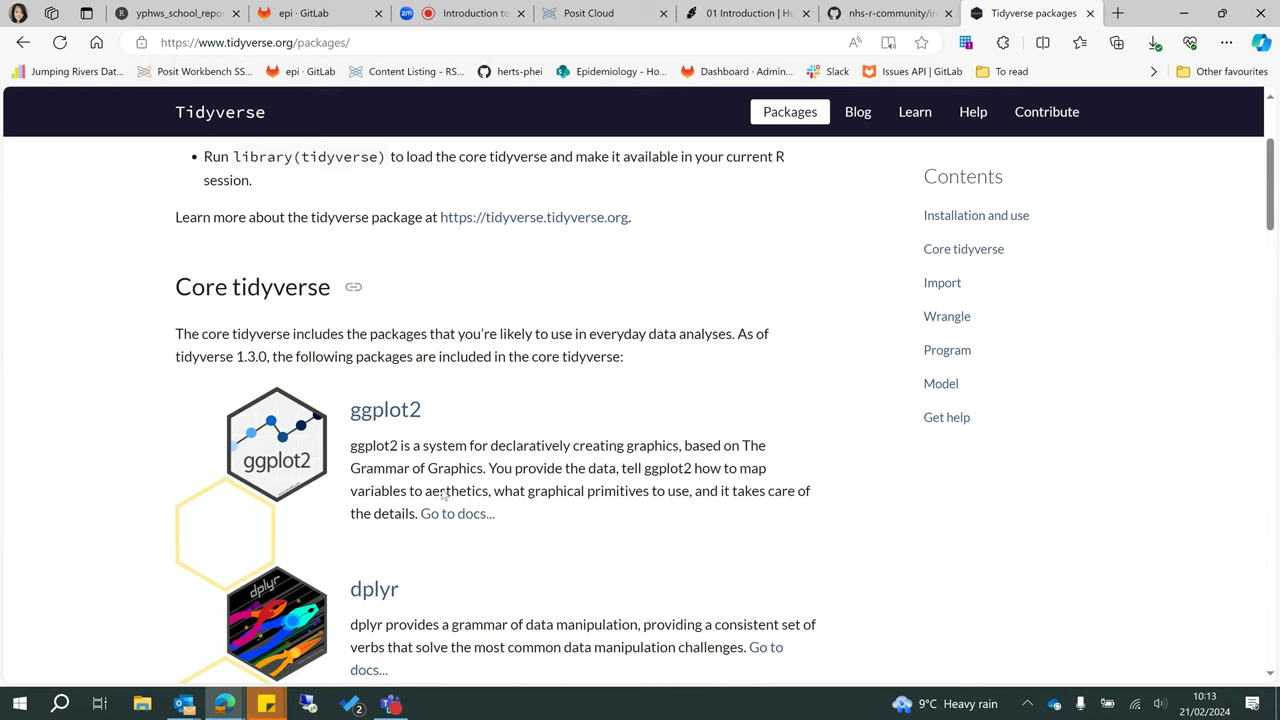 yphws_school_repo
epi · GitLab
Introduction to
Posit Cloud
01 Introduction | Hu
nhs-r-community/in
Tidyverse packages
https://www.tidyverse.org/packages/
Jumping Rivers Dat...
Posit Workbench SS...
epi · GitLab
Content Listing - RS...
herts-phei
Epidemiology - Ho...
Dashboard · Admin...
Slack
Issues API | GitLab
To read
Other favourites
Tidyverse
Packages
Blog
Learn
Help
Contribute
• Run library(tidyverse) to load the core tidyverse and make it available in your current R
session.
Learn more about the tidyverse package at https://tidyverse.tidyverse.org.
Core tidyverse
The core tidyverse includes the packages that you're likely to use in everyday data analyses. As of
tidyverse 1.3.0, the following packages are included in the core tidyverse:
ggplot2
ggplot2
ggplot2 is a system for declaratively creating graphics, based on The
Grammar of Graphics. You provide the data, tell ggplot2 how to map
variables to aesthetics, what graphical primitives to use, and it takes care of
the details. Go to docs...
dplyr
dplyr
dplyr provides a grammar of data manipulation, providing a consistent set of
verbs that solve the most common data manipulation challenges. Go to
docs...
Contents
Installation and use
Core tidyverse
Import
Wrangle
Program
Model
Get help
2
9°C Heavy rain
10:13
21/02/2024